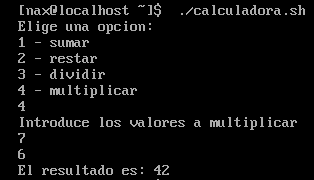 [nax@localhost ~]$ ./calculadora.sh
Elige una opcion:
1 - sumar
2 - restar
3 - dividir
4 - multiplicar
4
Introduce los valores a multiplicar
7
6
El resultado es: 42